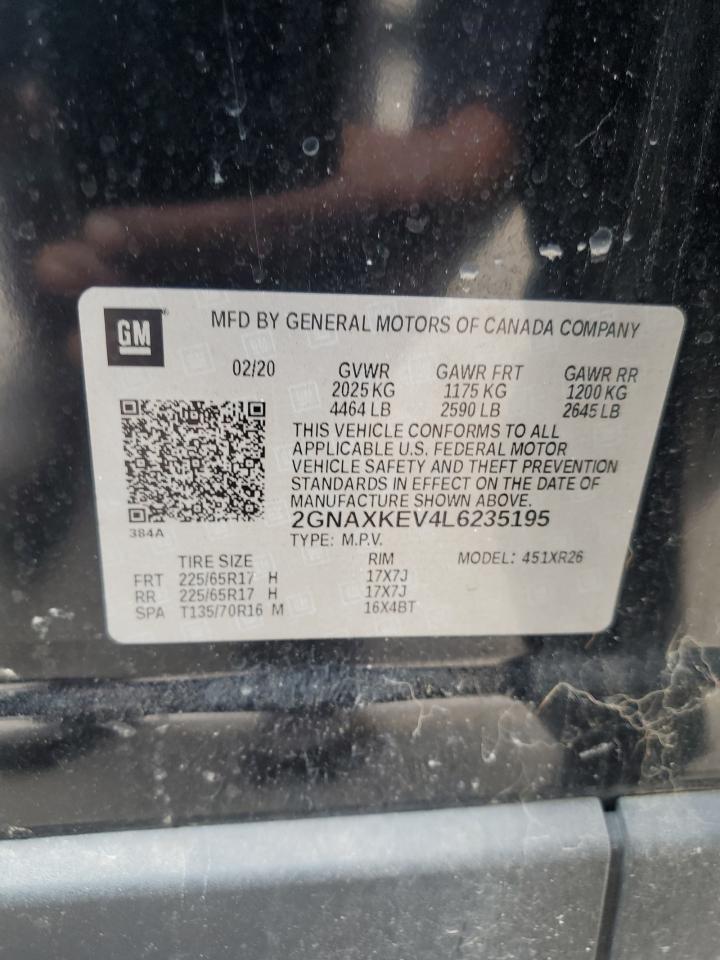 GM
MFD BY GENERAL MOTORS OF CANADA COMPANY
02/20 GVWR GAWR FRT GAWR RR
2025 KG 1175 KG 1200 KG
4464 LB 2590 LB 2645 LB
THIS VEHICLE CONFORMS TO ALL
APPLICABLE U.S. FEDERAL MOTOR
VEHICLE SAFETY AND THEFT PREVENTION
STANDARDS IN EFFECT ON THE DATE OF
MANUFACTURE SHOWN ABOVE.
2GNAXKEV4L6235195
384A
TYPE: M.P.V.
TIRE SIZE RIM MODEL: 451XR26
FRT 225/65R17 H 17X7J
RR 225/65R17 H 17X7J
SPA T135/70R16 M 16X4BT